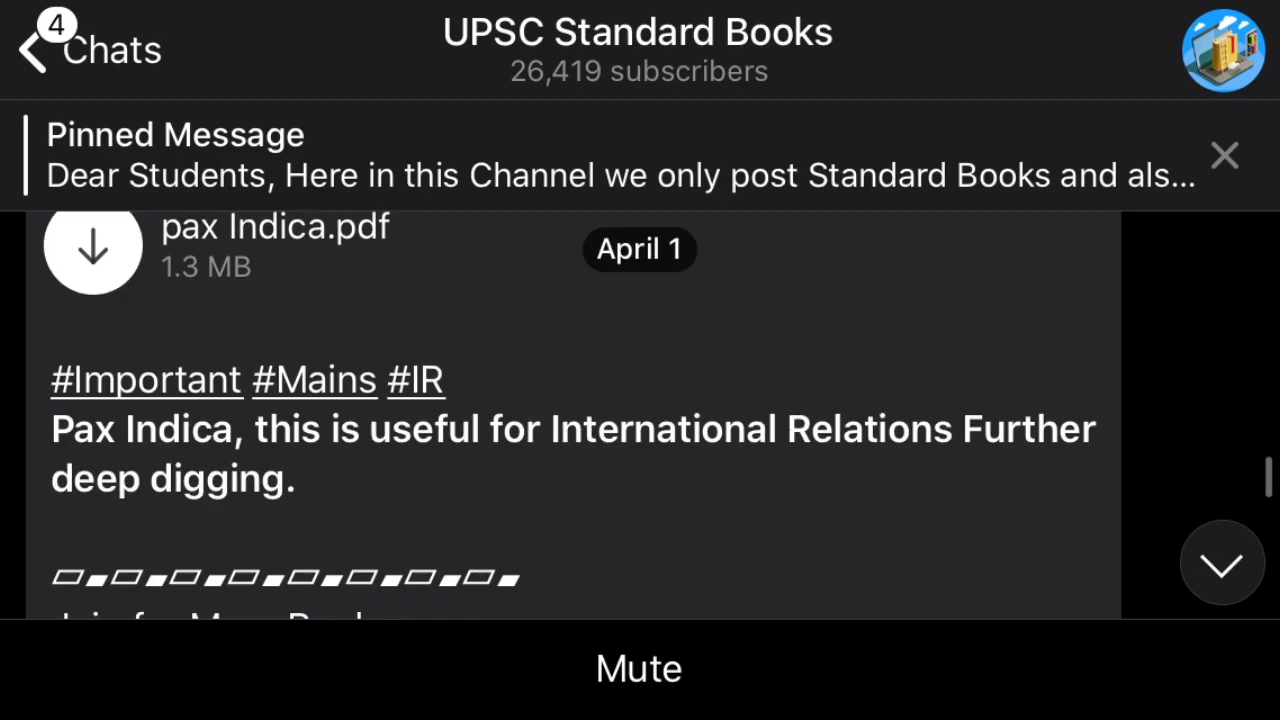 4
Chats
UPSC Standard Books
26,419 subscribers
Pinned Message
Dear Students, Here in this Channel we only post Standard Books and als...
pax Indica.pdf
1.3 MB
April 1
#Important #Mains #IR
Pax Indica, this is useful for International Relations Further
deep digging.
Mute